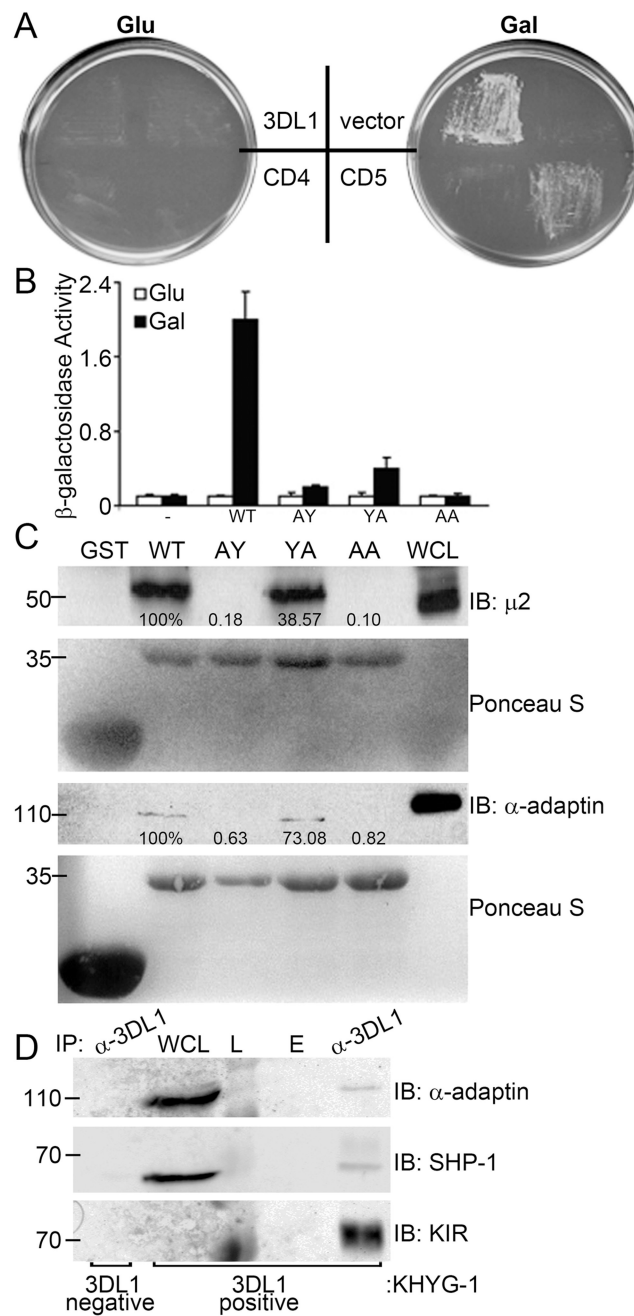 A
Glu
Gal
3DL1 vector
CD4 CD5
B
β-galactosidase Activity
2.4
1.6
0.8
0
Glu
Gal
- WT AY YA AA
C
GST WT AY YA AA WCL
50
IB: μ2
100% 0.18 38.57 0.10
35
Ponceau S
110
IB: α-adaptin
100% 0.63 73.08 0.82
35
Ponceau S
D
IP: α-3DL1 WCL L E α-3DL1
110
IB: α-adaptin
70
IB: SHP-1
70
IB: KIR
3DL1 negative
3DL1 positive
:KHYG-1